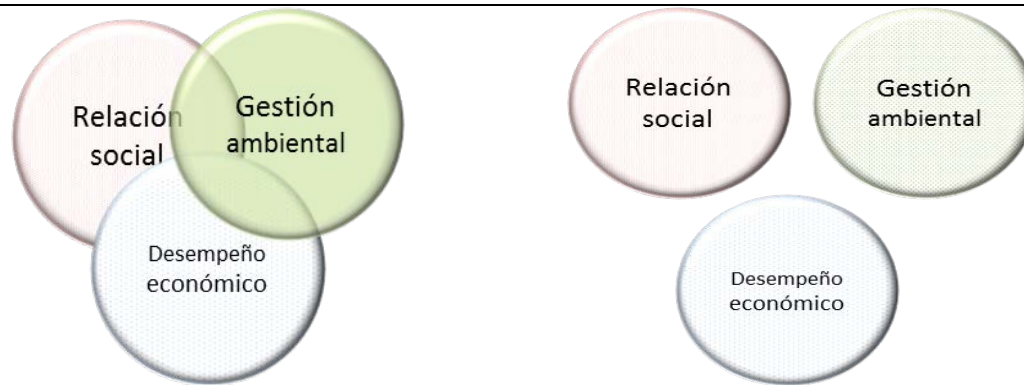 Relación
social
Gestión
ambiental
Desempeño
económico
Relación
social
Gestión
ambiental
Desempeño
económico